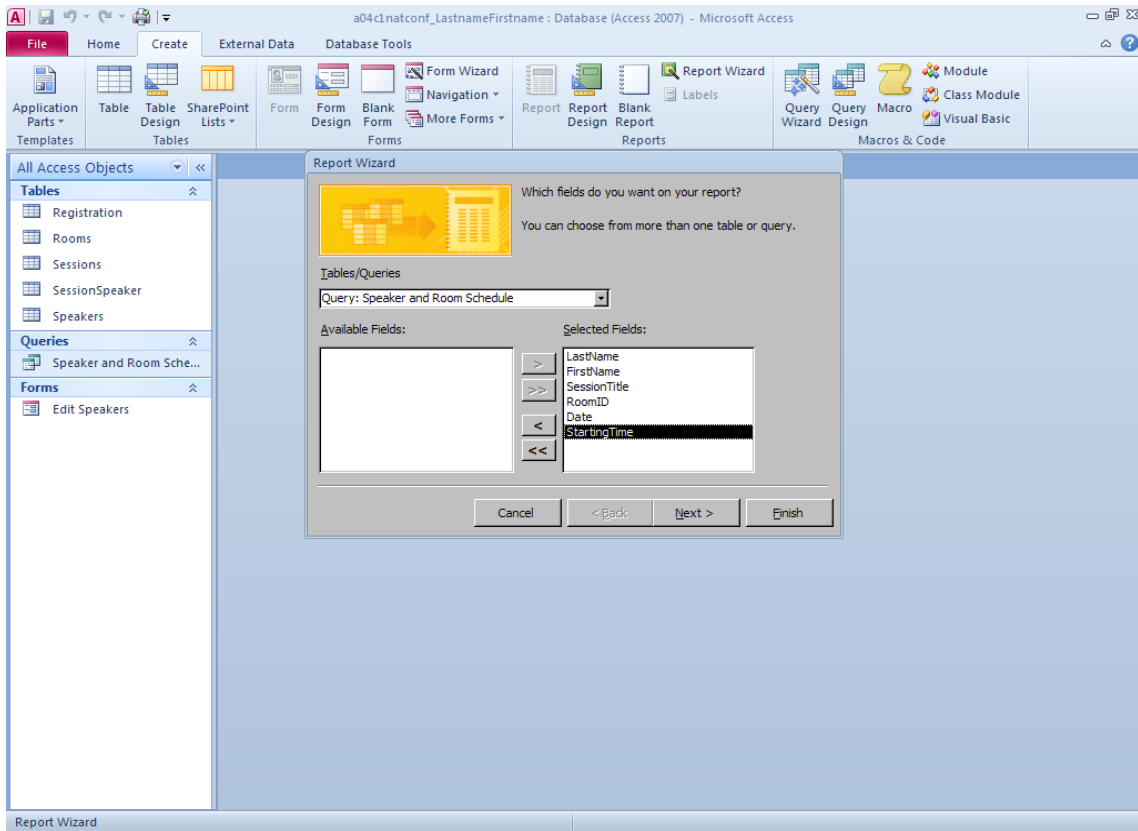 A
a04c1natconf_LastnameFirstname : Database (Access 2007) - Microsoft Access
File Home Create External Data Database Tools
Application Parts
Table
Table Design
SharePoint Lists
Form
Form Design
Blank Form
Form Wizard
Navigation
More Forms
Report
Report Design
Blank Report
Report Wizard
Labels
Query Wizard
Query Design
Macro
Module
Class Module
Visual Basic
Templates Tables Forms Reports Macros & Code
All Access Objects
Tables
Registration
Rooms
Sessions
SessionSpeaker
Speakers
Queries
Speaker and Room Sche...
Forms
Edit Speakers
Report Wizard
Which fields do you want on your report?
You can choose from more than one table or query.
Tables/Queries
Query: Speaker and Room Schedule
Available Fields:
Selected Fields:
>
>>
<
<<
LastName
FirstName
SessionTitle
RoomID
Date
StartingTime
Cancel < Back Next > Finish
Report Wizard